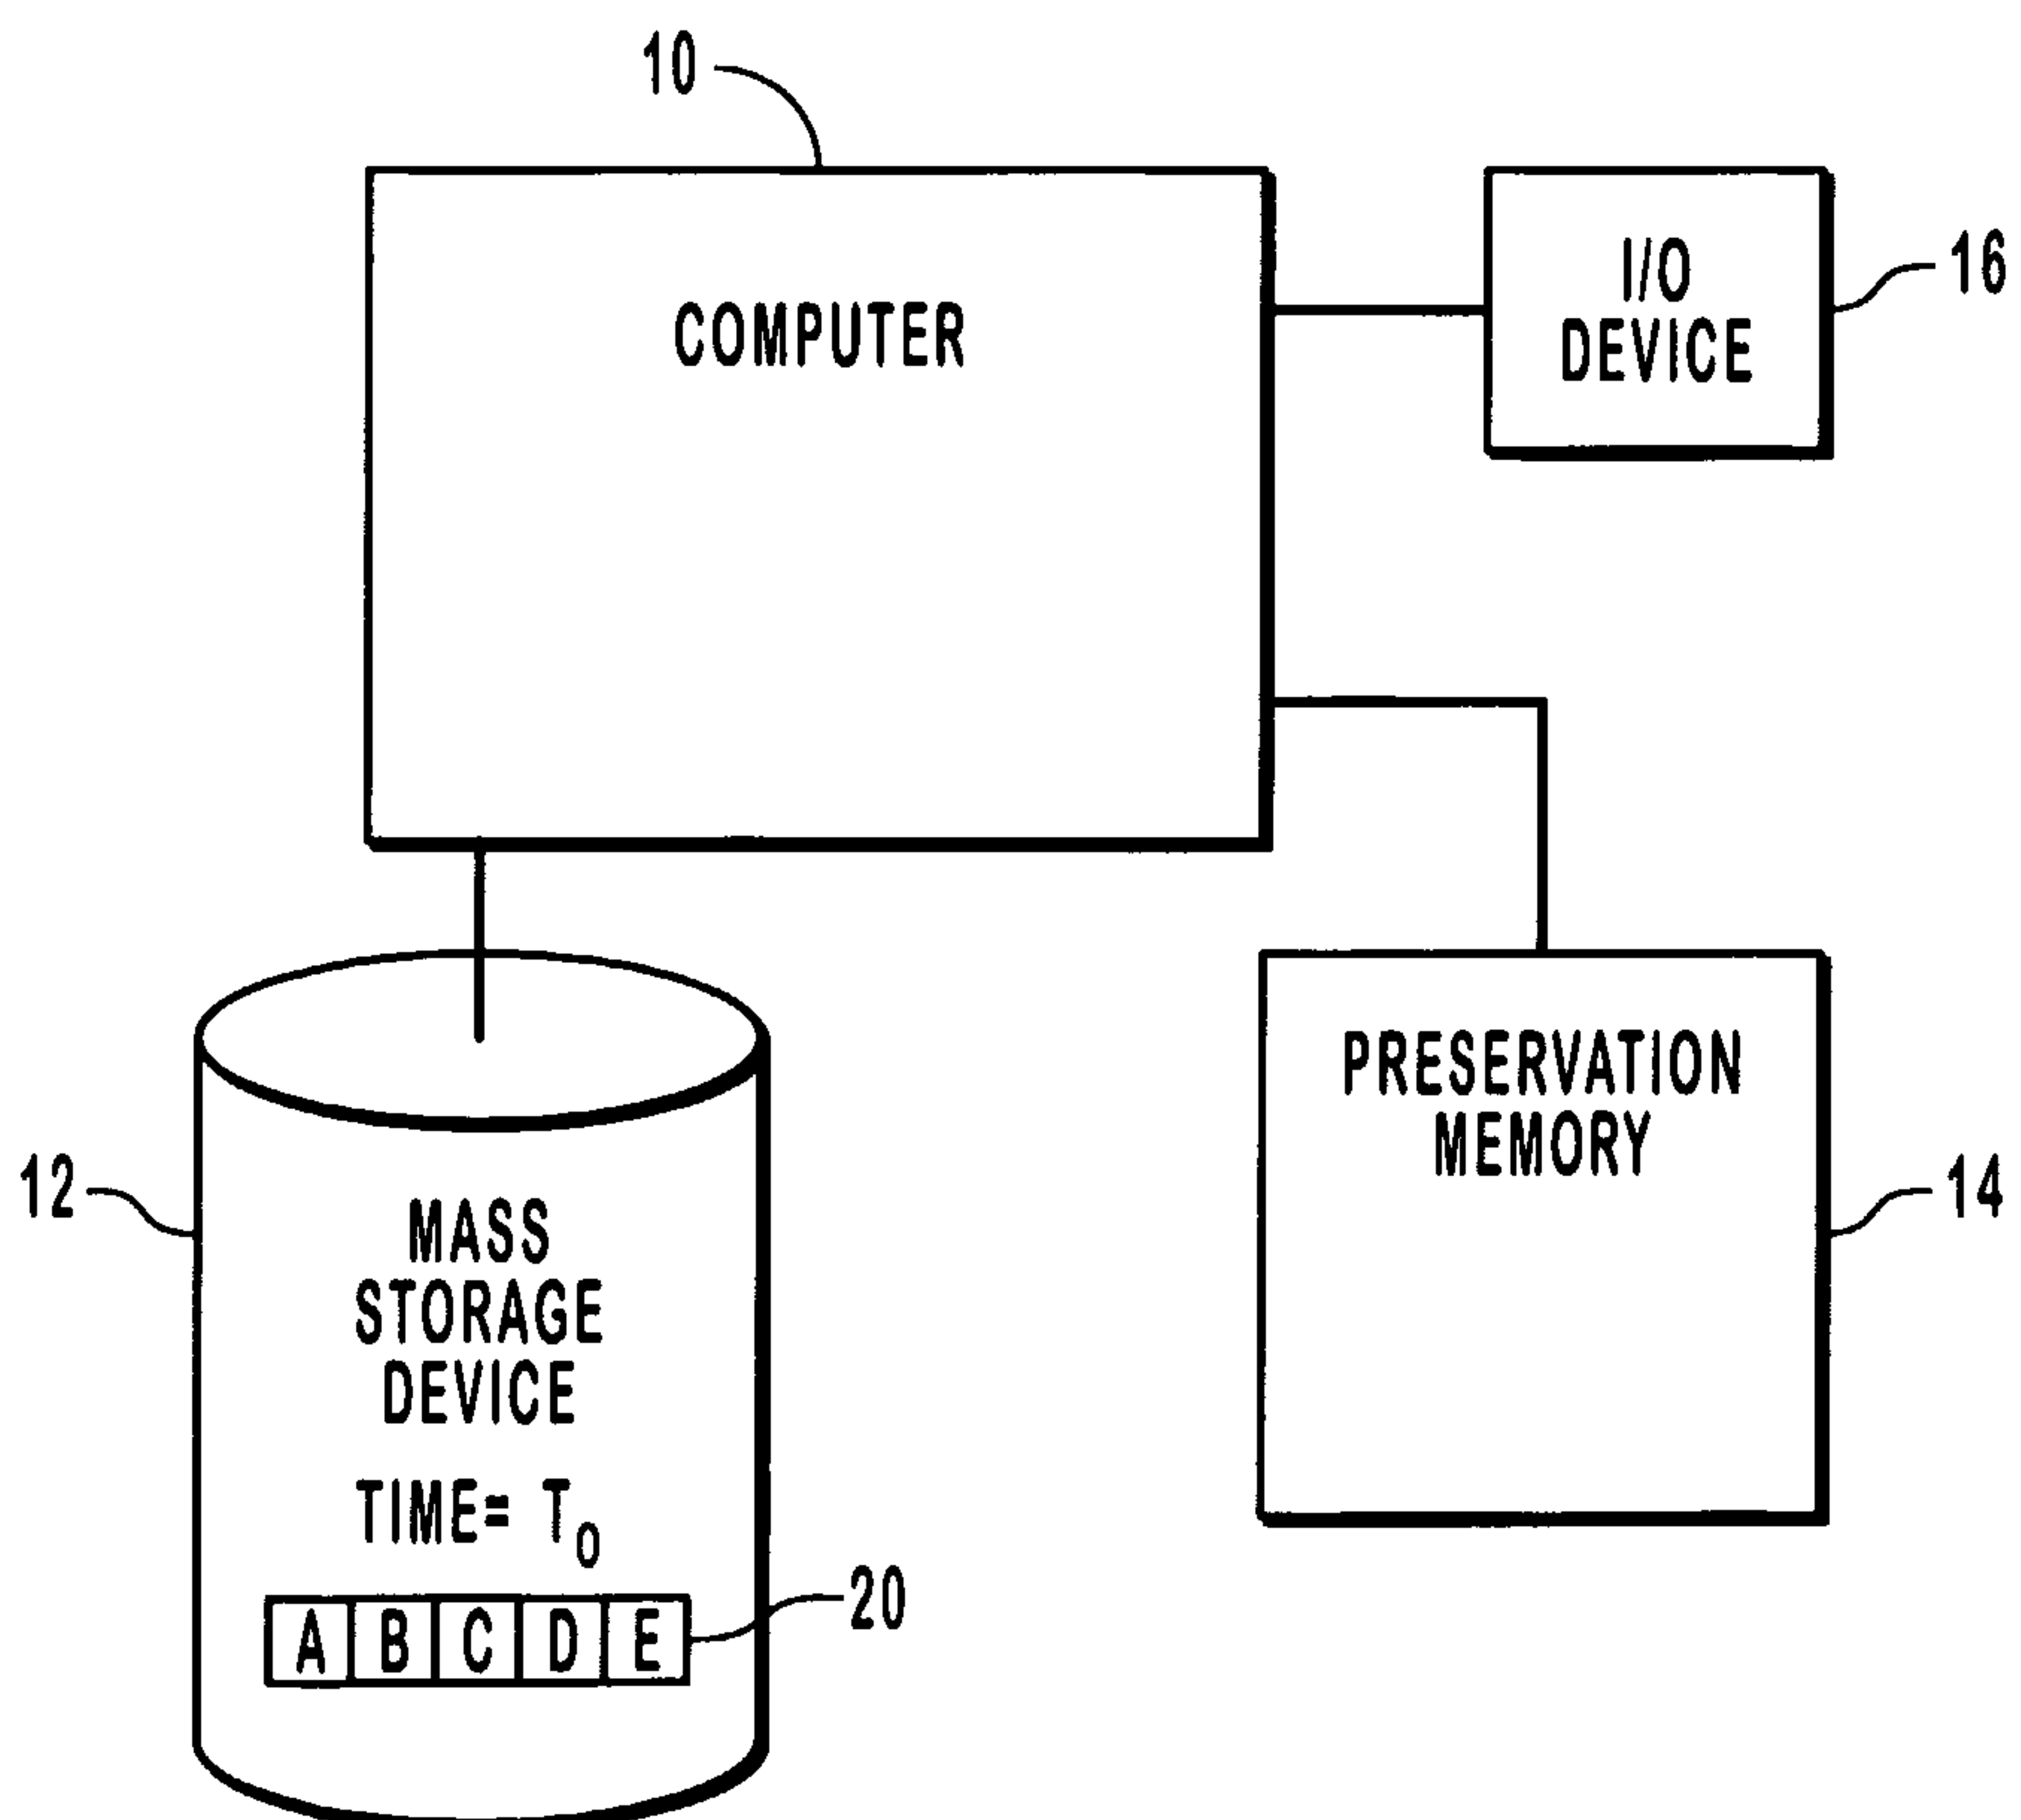 10
COMPUTER
I/O
DEVICE
16
PRESERVATION
MEMORY
14
12
MASS
STORAGE
DEVICE
TIME= T₀
A B C D E
20